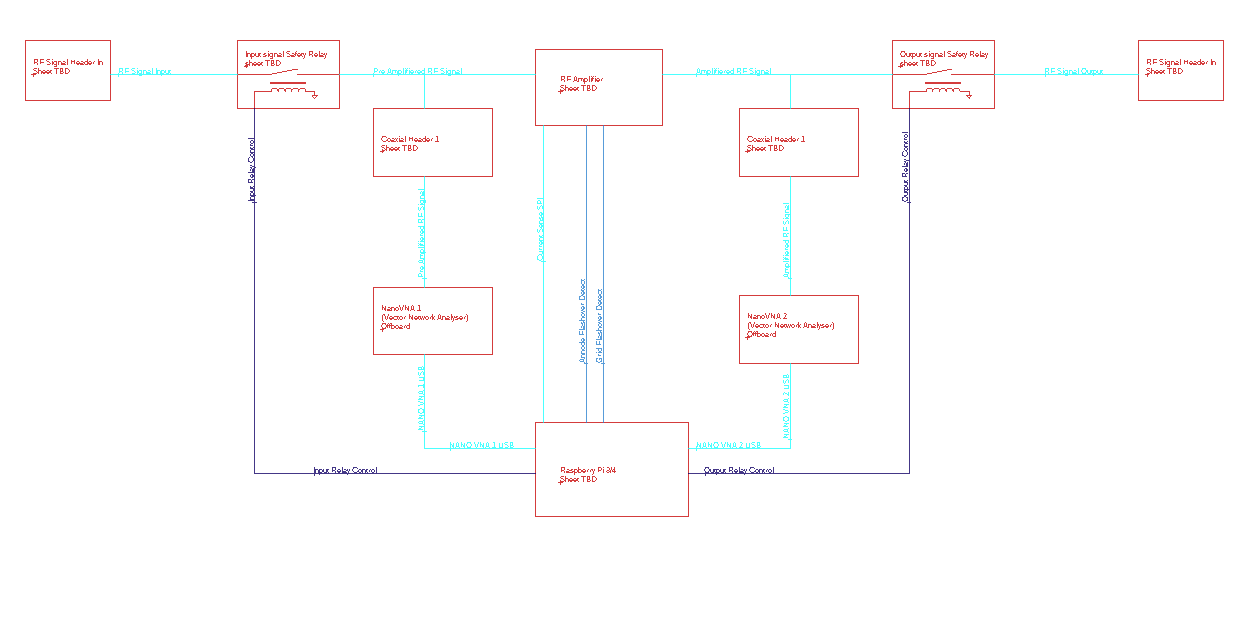 RF Signal Header In
Sheet TBD
RF Signal Input
Input signal Safety Relay
sheet TBD
Pre Amplifiered RF Signal
RF Amplifier
Sheet TBD
Amplifiered RF Signal
Output signal Safety Relay
sheet TBD
RF Signal Output
RF Signal Header In
Sheet TBD
Coaxial Header 1
Sheet TBD
Coaxial Header 1
Sheet TBD
Input Relay Control
Pre Amplifiered RF Signal
Current Sense SPI
Annode Flashover Detect
Grid Flashover Detect
Amplifiered RF Signal
Output Relay Control
NanoVNA 1
(Vector Network Analyser)
Offboard
NanoVNA 2
(Vector Network Analyser)
Offboard
NANO VNA 1 USB
NANO VNA 2 USB
NANO VNA 1 USB
NANO VNA 2 USB
Input Relay Control
Raspberry Pi 3/4
Sheet TBD
Output Relay Control